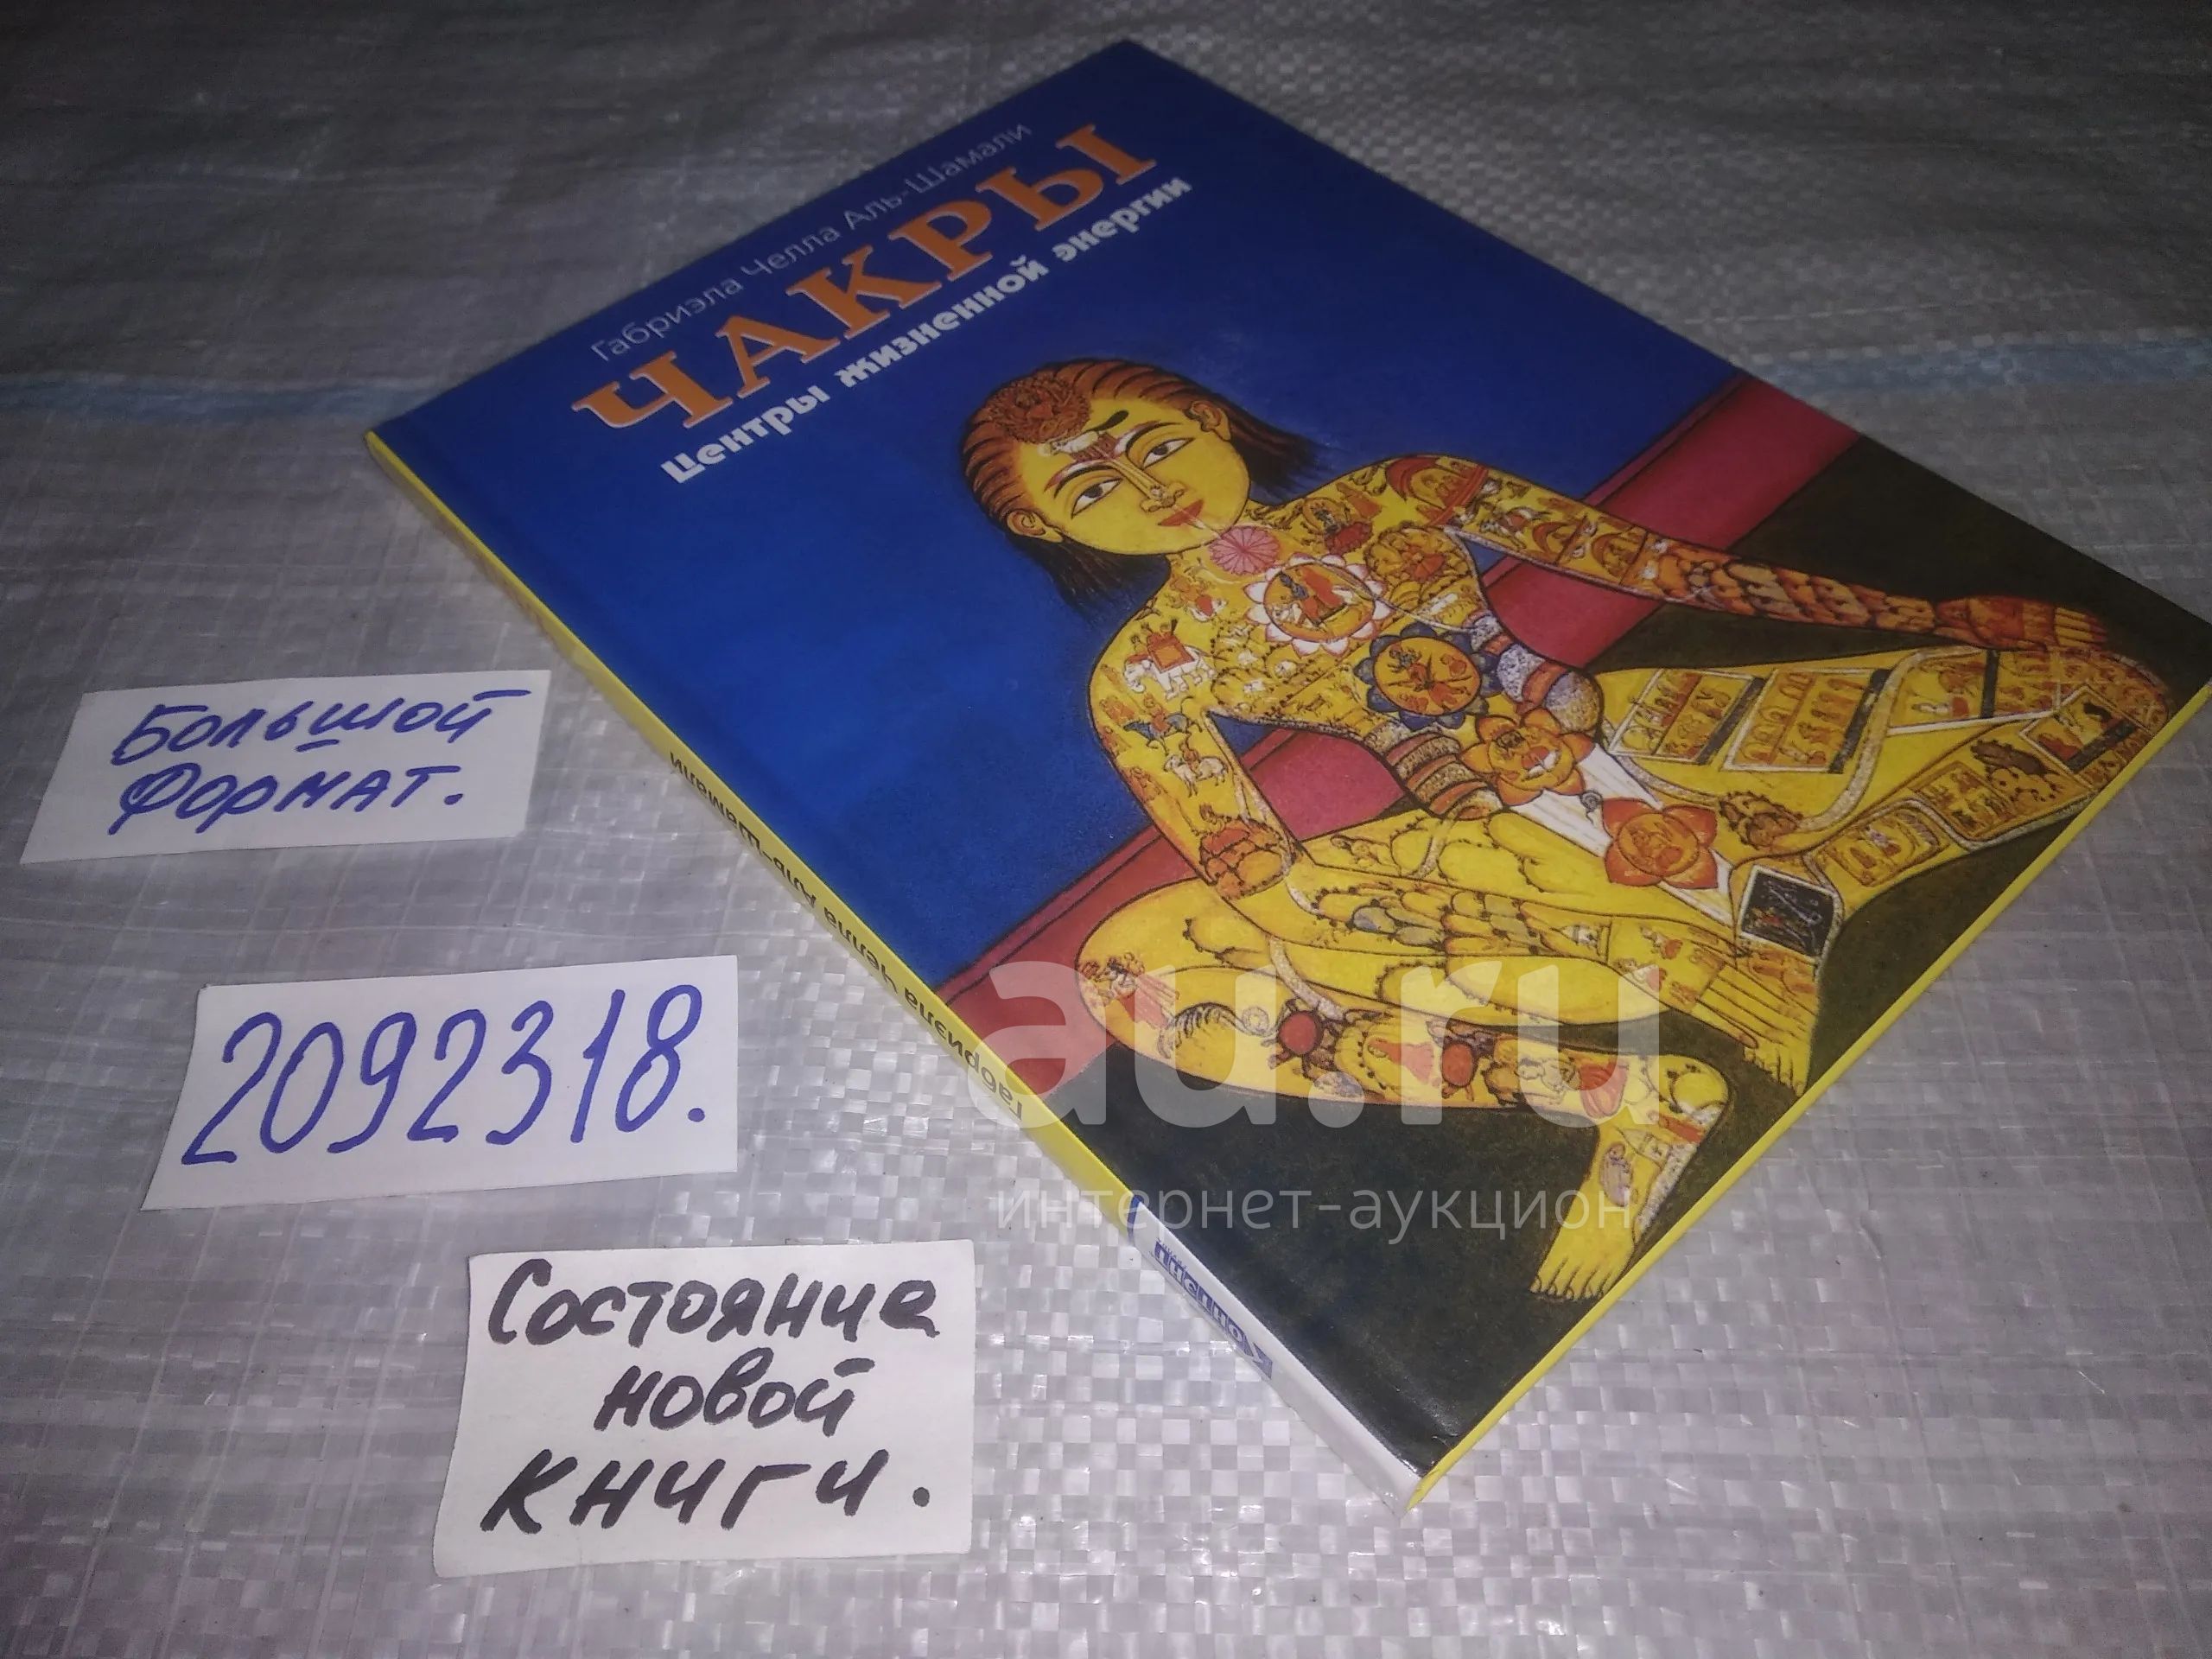 Габриэла Челла Аль-Шамали
ЧАКРЫ
Центры жизненной энергии
Габриэла Челла Аль-Шамали
Большой
формат.
2092318.
Состояние
новой
книги.
au.ru
интернет-аукцион